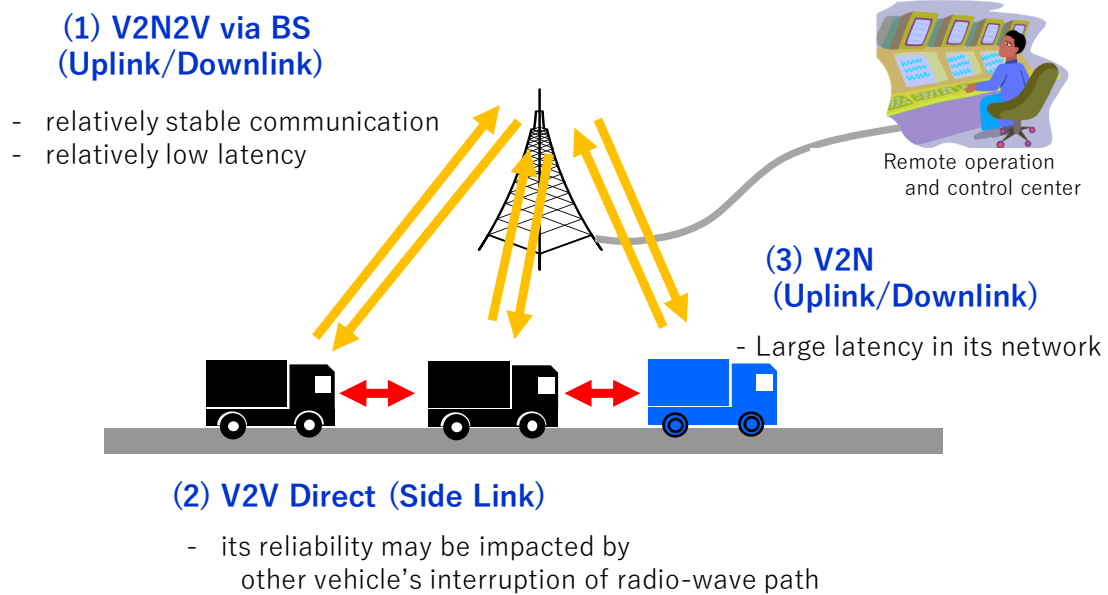 (1) V2N2V via BS
(Uplink/Downlink)
- relatively stable communication
- relatively low latency
Remote operation
and control center
(3) V2N
(Uplink/Downlink)
- Large latency in its network
(2) V2V Direct (Side Link)
- its reliability may be impacted by
other vehicle's interruption of radio-wave path